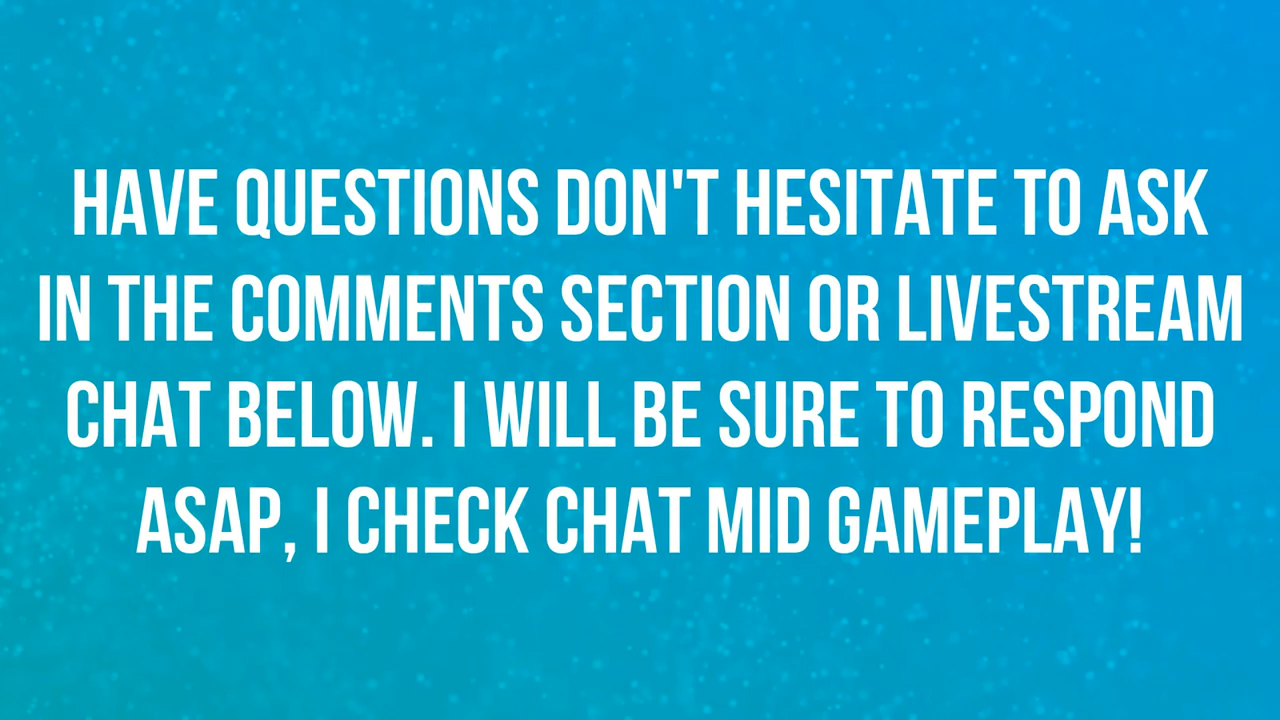 HAVE QUESTIONS DON'T HESITATE TO ASK
IN THE COMMENTS SECTION OR LIVESTREAM
CHAT BELOW. I WILL BE SURE TO RESPOND
ASAP, I CHECK CHAT MID GAMEPLAY!